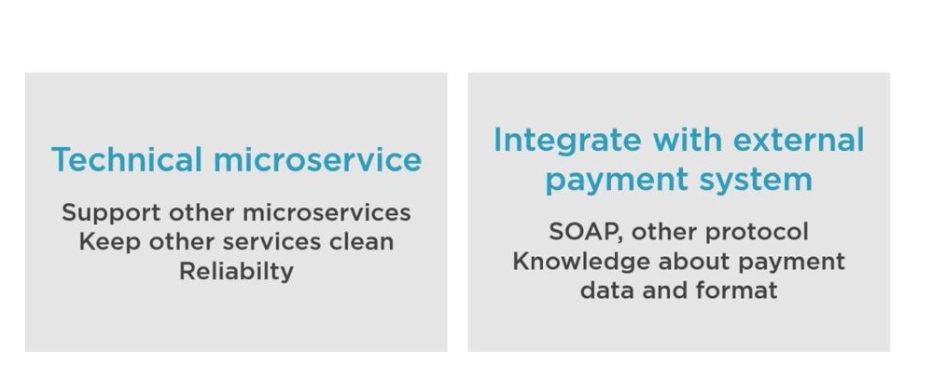 Technical microservice
Support other microservices
Keep other services clean
Reliabilty
Integrate with external
payment system
SOAP, other protocol
Knowledge about payment
data and format